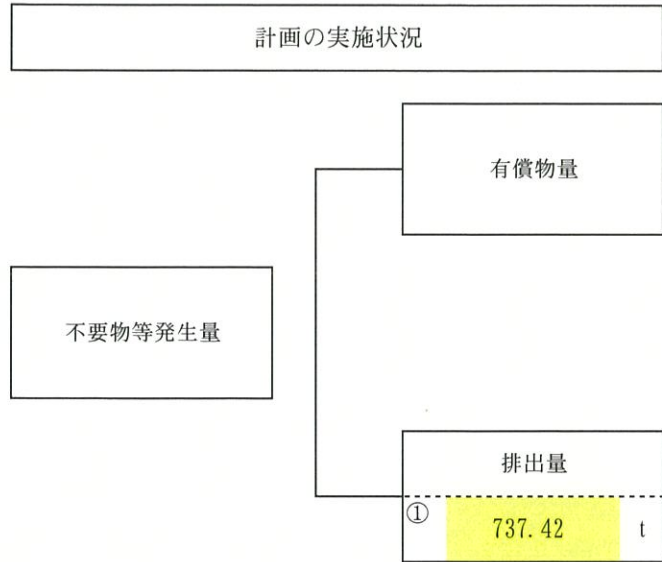 計画の実施状況
有償物量
不要物等発生量
排出量
① 737.42 t